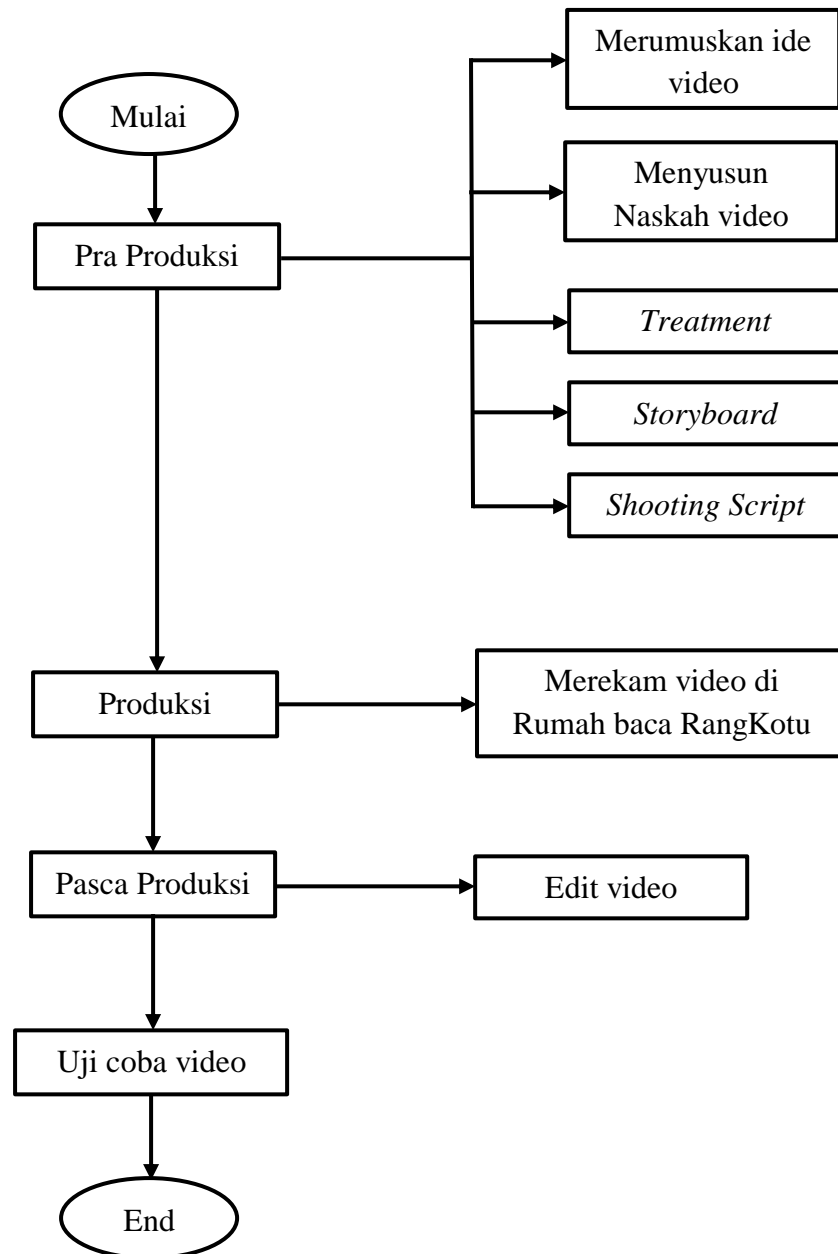 Mulai
Pra Produksi
Merumuskan ide
video
Menyusun
Naskah video
Treatment
Storyboard
Shooting Script
Produksi
Merekam video di
Rumah baca RangKotu
Pasca Produksi
Edit video
Uji coba video
End